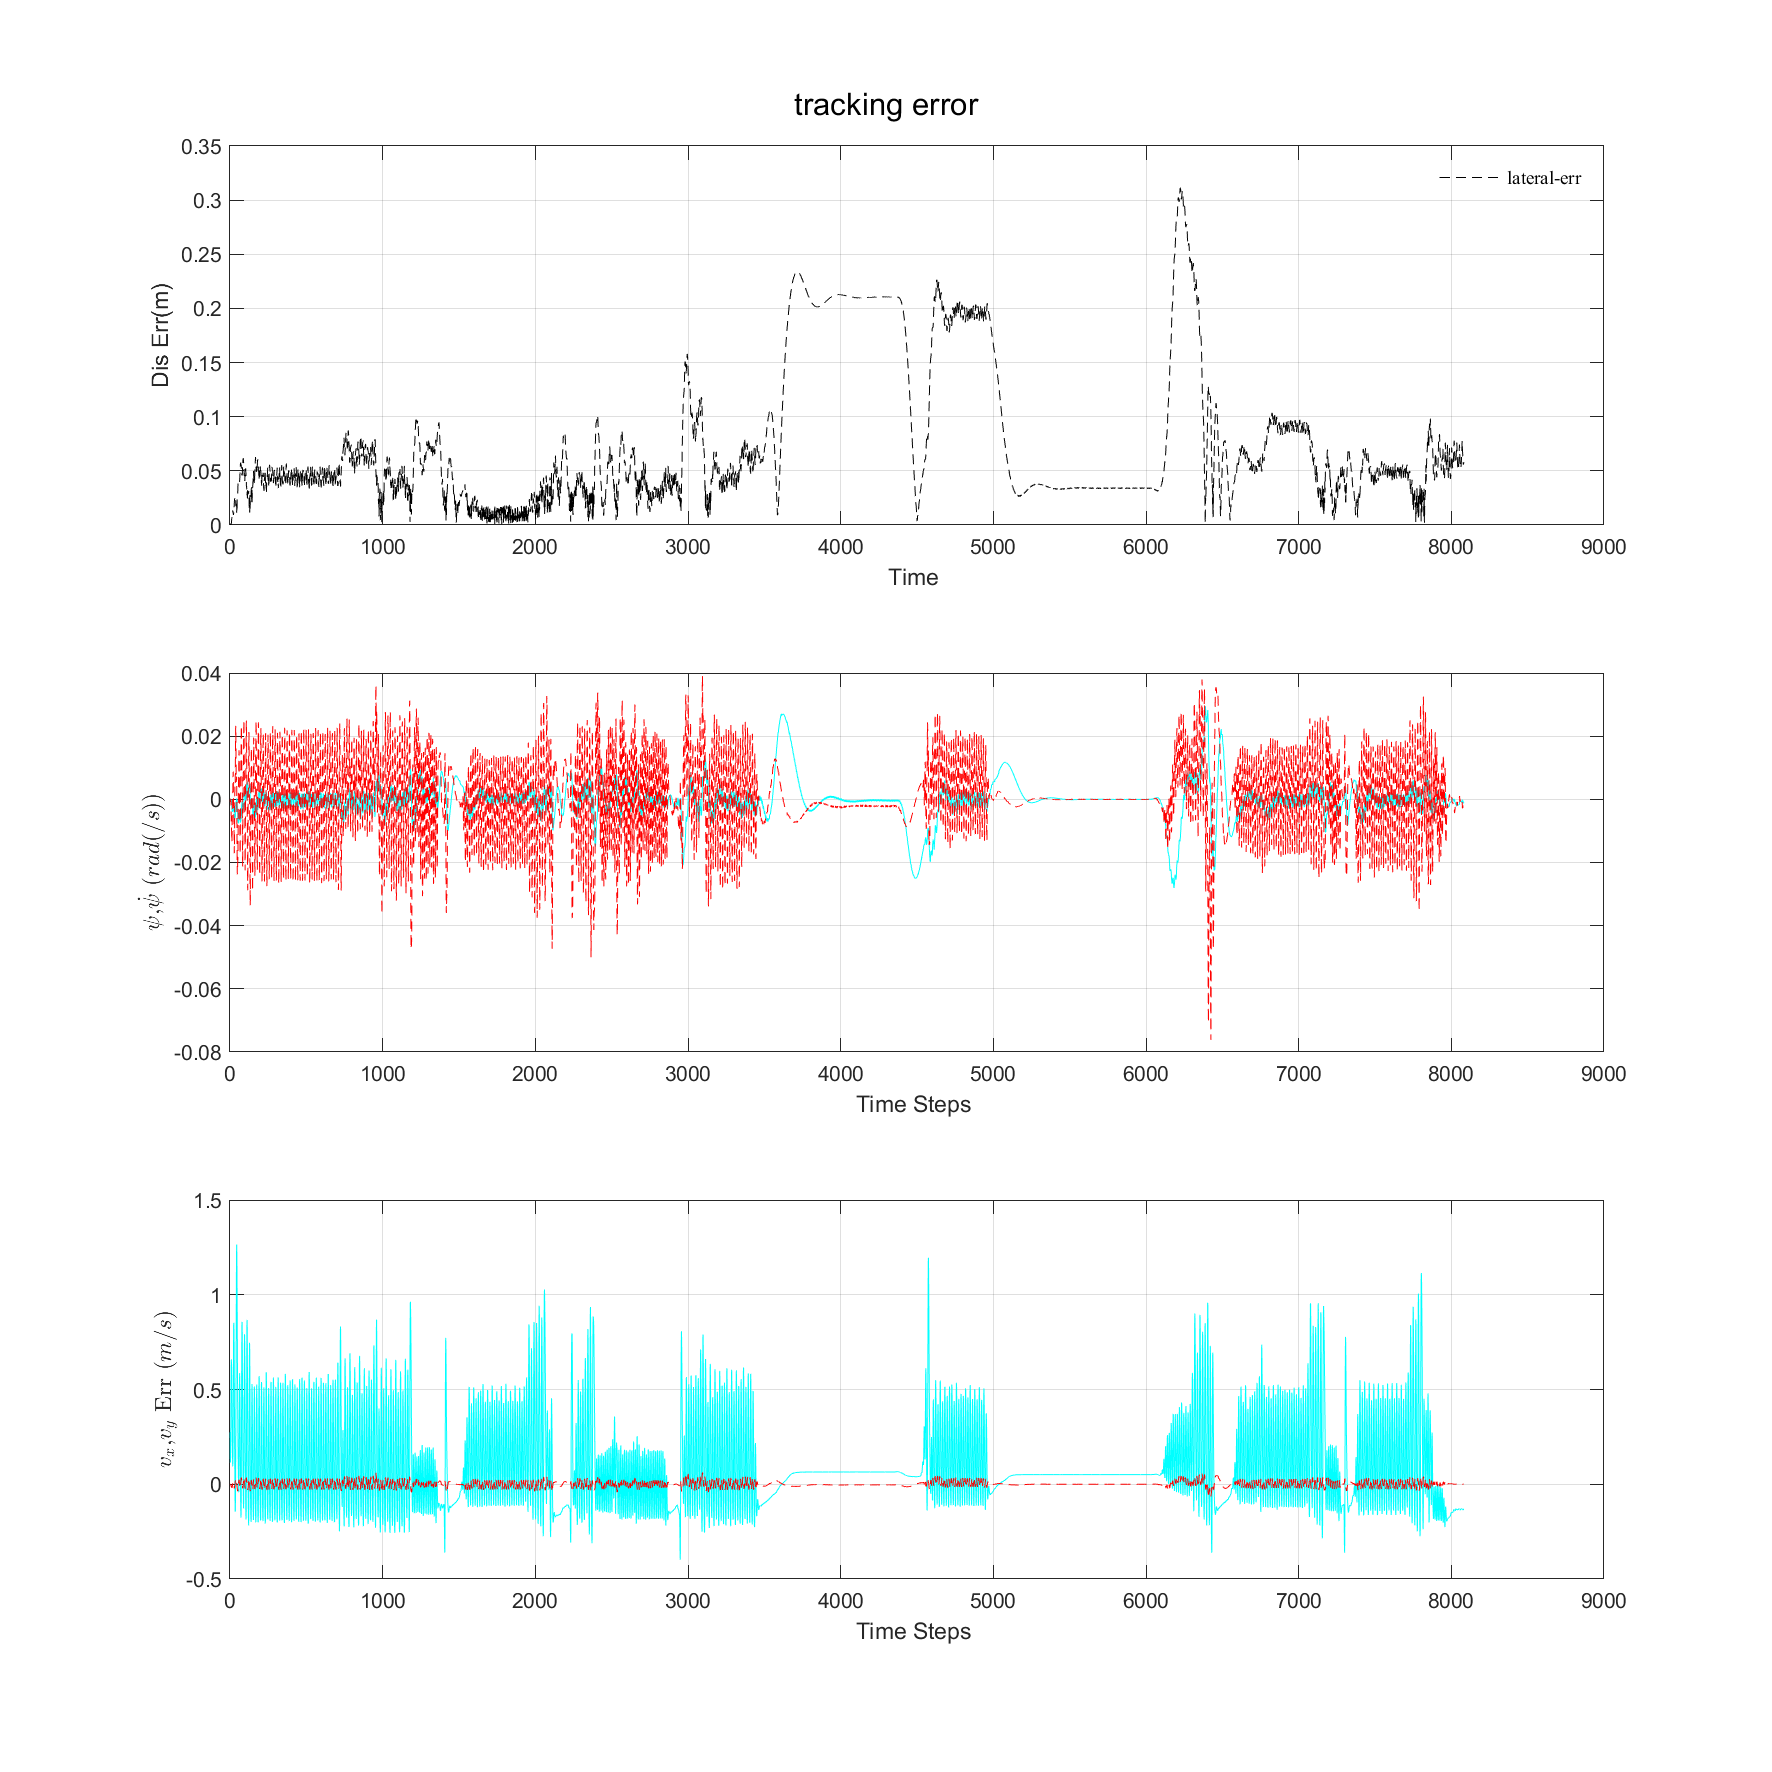 tracking error
0.35
0.3
0.25
0.2
0.15
0.1
0.05
0
Dis Err(m)
lateral-err
0 1000 2000 3000 4000 5000 6000 7000 8000 9000
Time
0.04
0.02
0
-0.02
-0.04
-0.06
-0.08
ψ,ψ̇ (rad(/s))
0 1000 2000 3000 4000 5000 6000 7000 8000 9000
Time Steps
1.5
1
0.5
0
-0.5
v_x,v_y Err (m/s)
0 1000 2000 3000 4000 5000 6000 7000 8000 9000
Time Steps